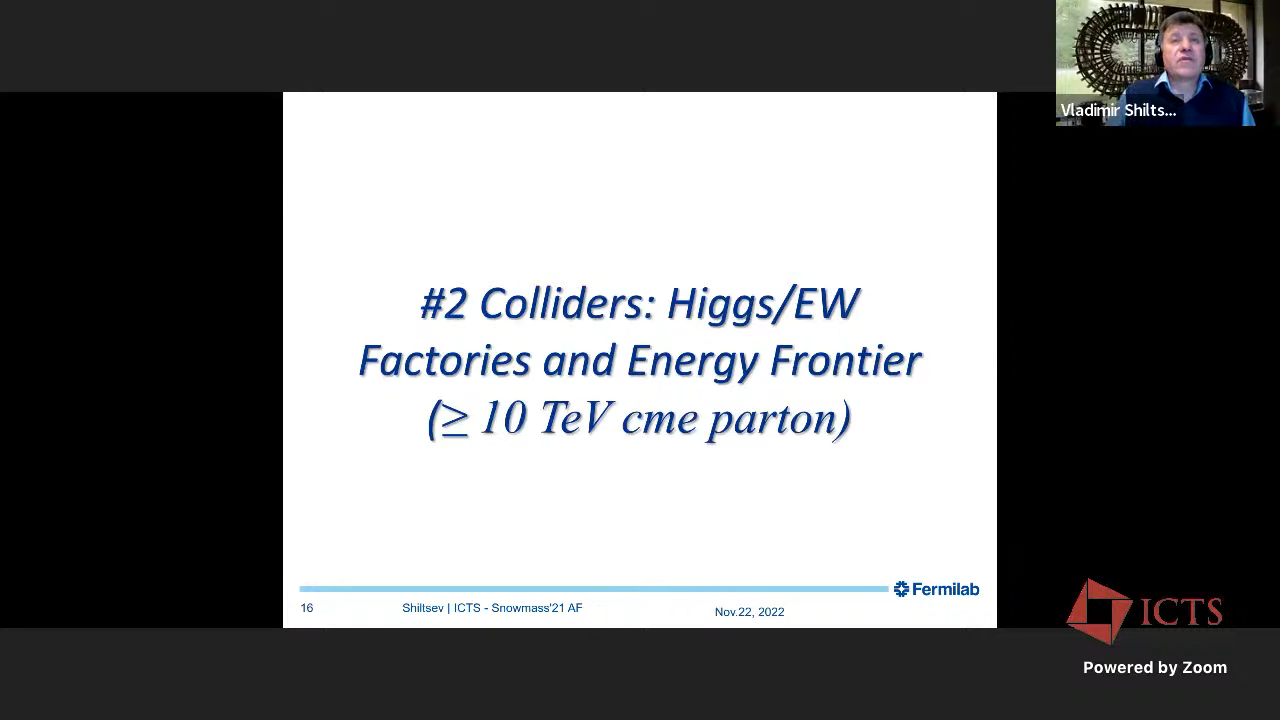 Vladimir Shilts...
#2 Colliders: Higgs/EW
Factories and Energy Frontier
(≥ 10 TeV cme parton)
Fermilab
16
Shiltsev | ICTS - Snowmass'21 AF
Nov.22, 2022
ICTS
Powered by Zoom